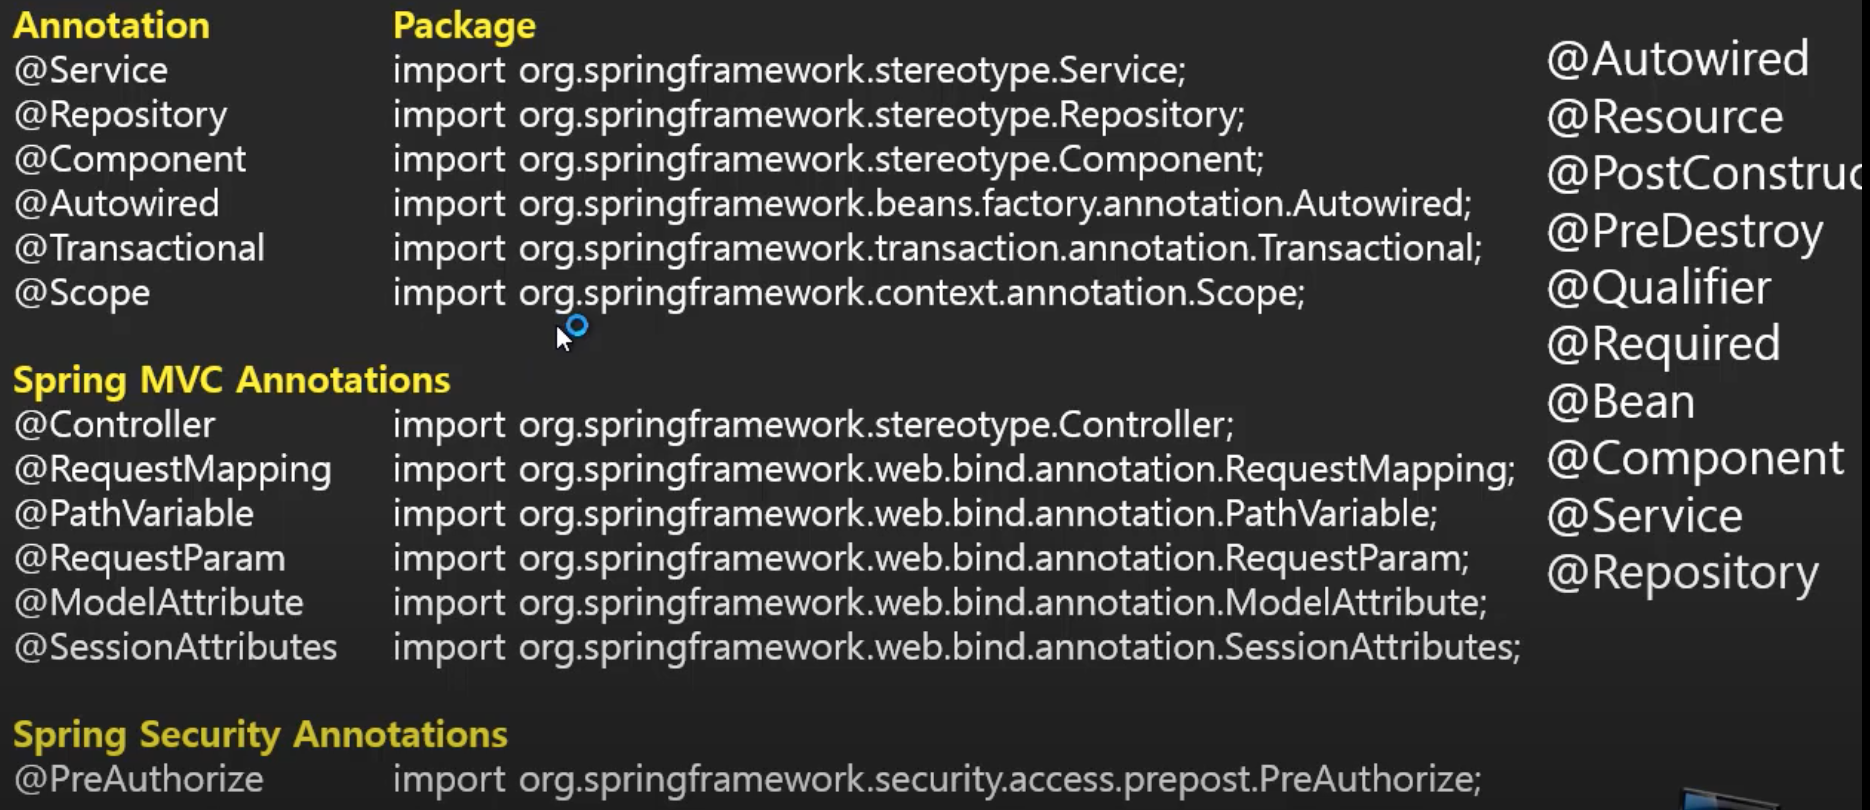 Annotation Package
@Service import org.springframework.stereotype.Service;
@Repository import org.springframework.stereotype.Repository;
@Component import org.springframework.stereotype.Component;
@Autowired import org.springframework.beans.factory.annotation.Autowired;
@Transactional import org.springframework.transaction.annotation.Transactional;
@Scope import org.springframework.context.annotation.Scope;
Spring MVC Annotations
@Controller import org.springframework.stereotype.Controller;
@RequestMapping import org.springframework.web.bind.annotation.RequestMapping;
@PathVariable import org.springframework.web.bind.annotation.PathVariable;
@RequestParam import org.springframework.web.bind.annotation.RequestParam;
@ModelAttribute import org.springframework.web.bind.annotation.ModelAttribute;
@SessionAttributes import org.springframework.web.bind.annotation.SessionAttributes;
Spring Security Annotations
@PreAuthorize import org.springframework.security.access.prepost.PreAuthorize;
@Autowired
@Resource
@PostConstruc
@PreDestroy
@Qualifier
@Required
@Bean
@Component
@Service
@Repository